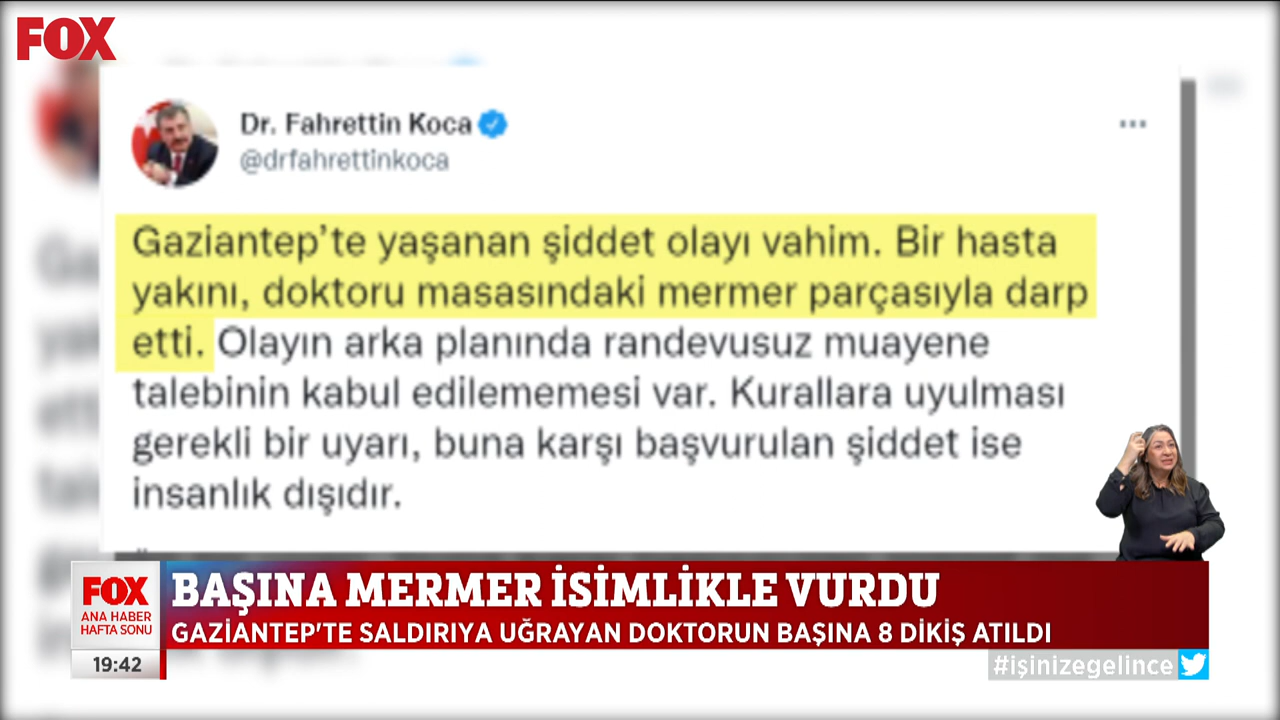 FOX
Dr. Fahrettin Koca
@drfahrettinkoca
Gaziantep'te yaşanan şiddet olayı vahim. Bir hasta
yakını, doktoru masasındaki mermer parçasıyla darp
etti. Olayın arka planında randevusuz muayene
talebinin kabul edilememesi var. Kurallara uyulması
gerekli bir uyarı, buna karşı başvurulan şiddet ise
insanlık dışıdır.
FOX
ANA HABER
HAFTA SONU
19:42
BAŞINA MERMER İSİMLİKLE VURDU
GAZİANTEP'TE SALDIRIYA UĞRAYAN DOKTORUN BAŞINA 8 DİKİŞ ATILDI
#işinizegelince